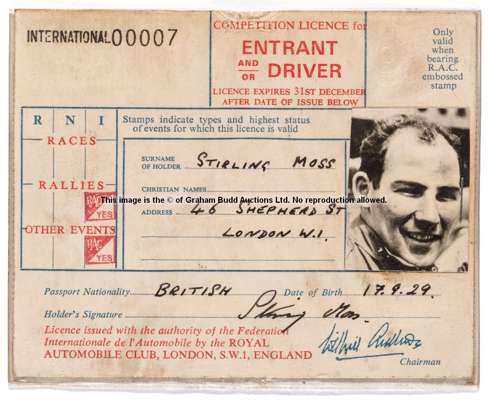 INTERNATIONAL 00007
COMPETITION LICENCE for
ENTRANT
AND
OR
DRIVER
LICENCE EXPIRES 31ST DECEMBER
AFTER DATE OF ISSUE BELOW
Only
valid
when
bearing
R.A.C.
embossed
stamp
R N I
RACES
RALLIES
RAC
YES
OTHER EVENTS
RAC
YES
Stamps indicate types and highest status
of events for which this licence is valid
SURNAME
OF HOLDER STIRLING MOSS
CHRISTIAN NAMES
This image is the © of Graham Budd Auctions Ltd. No reproduction allowed.
ADDRESS 46 SHEPHERD ST
LONDON W.1.
Passport Nationality BRITISH Date of Birth 17.9.29.
Holder's Signature Stirling Moss.
Licence issued with the authority of the Federation
Internationale de l'Automobile by the ROYAL
AUTOMOBILE CLUB, LONDON, S.W.1, ENGLAND
Chairman